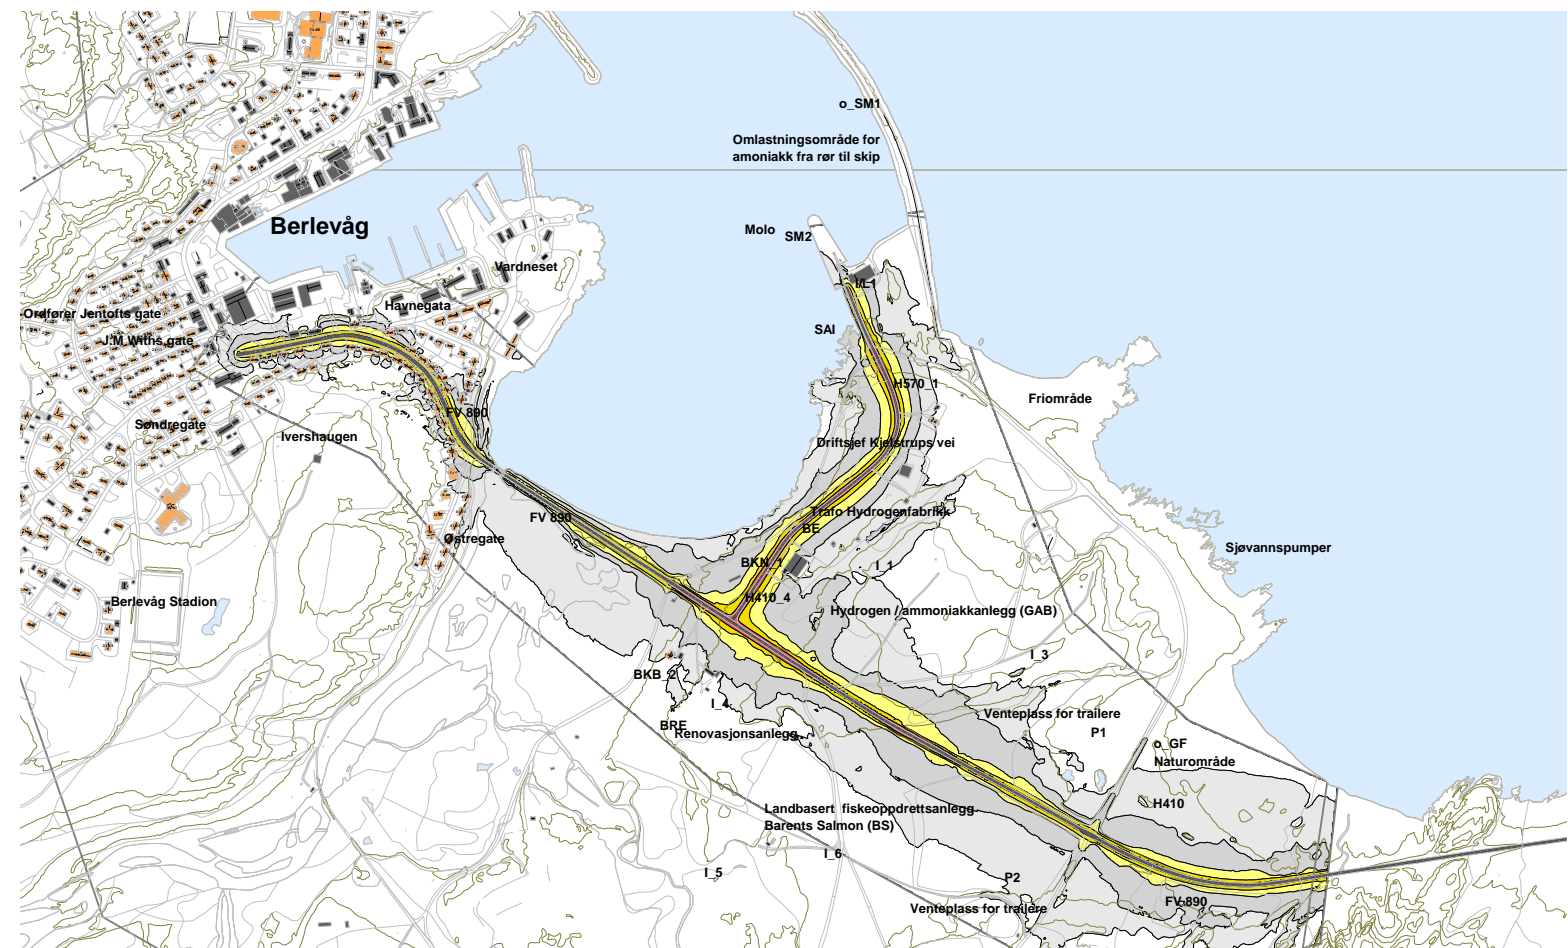 o_SM1
Omlastningsområde for
amoniakk fra rør til skip
Berlevåg
Molo
SM2
Vardneset
I/L1
Havnegata
Ordfører Jentofts gate
SAI
J.M Withs gate
H570_1
Friområde
FV 890
Søndregate
Ivershaugen
Driftsjef Kjelstrups vei
FV 890
Trafo Hydrogenfabrikk
BE
Østregate
Sjøvannspumper
BKN_1
I_1
H410_4
Berlevåg Stadion
Hydrogen / ammoniakkanlegg (GAB)
I_3
BKB_2
I_4
Venteplass for trailere
BRE
Renovasjonsanlegg
P1
o_GF
Naturområde
H410
Landbasert fiskeoppdrettsanlegg
Barents Salmon (BS)
I_6
I_5
P2
FV 890
Venteplass for trailere